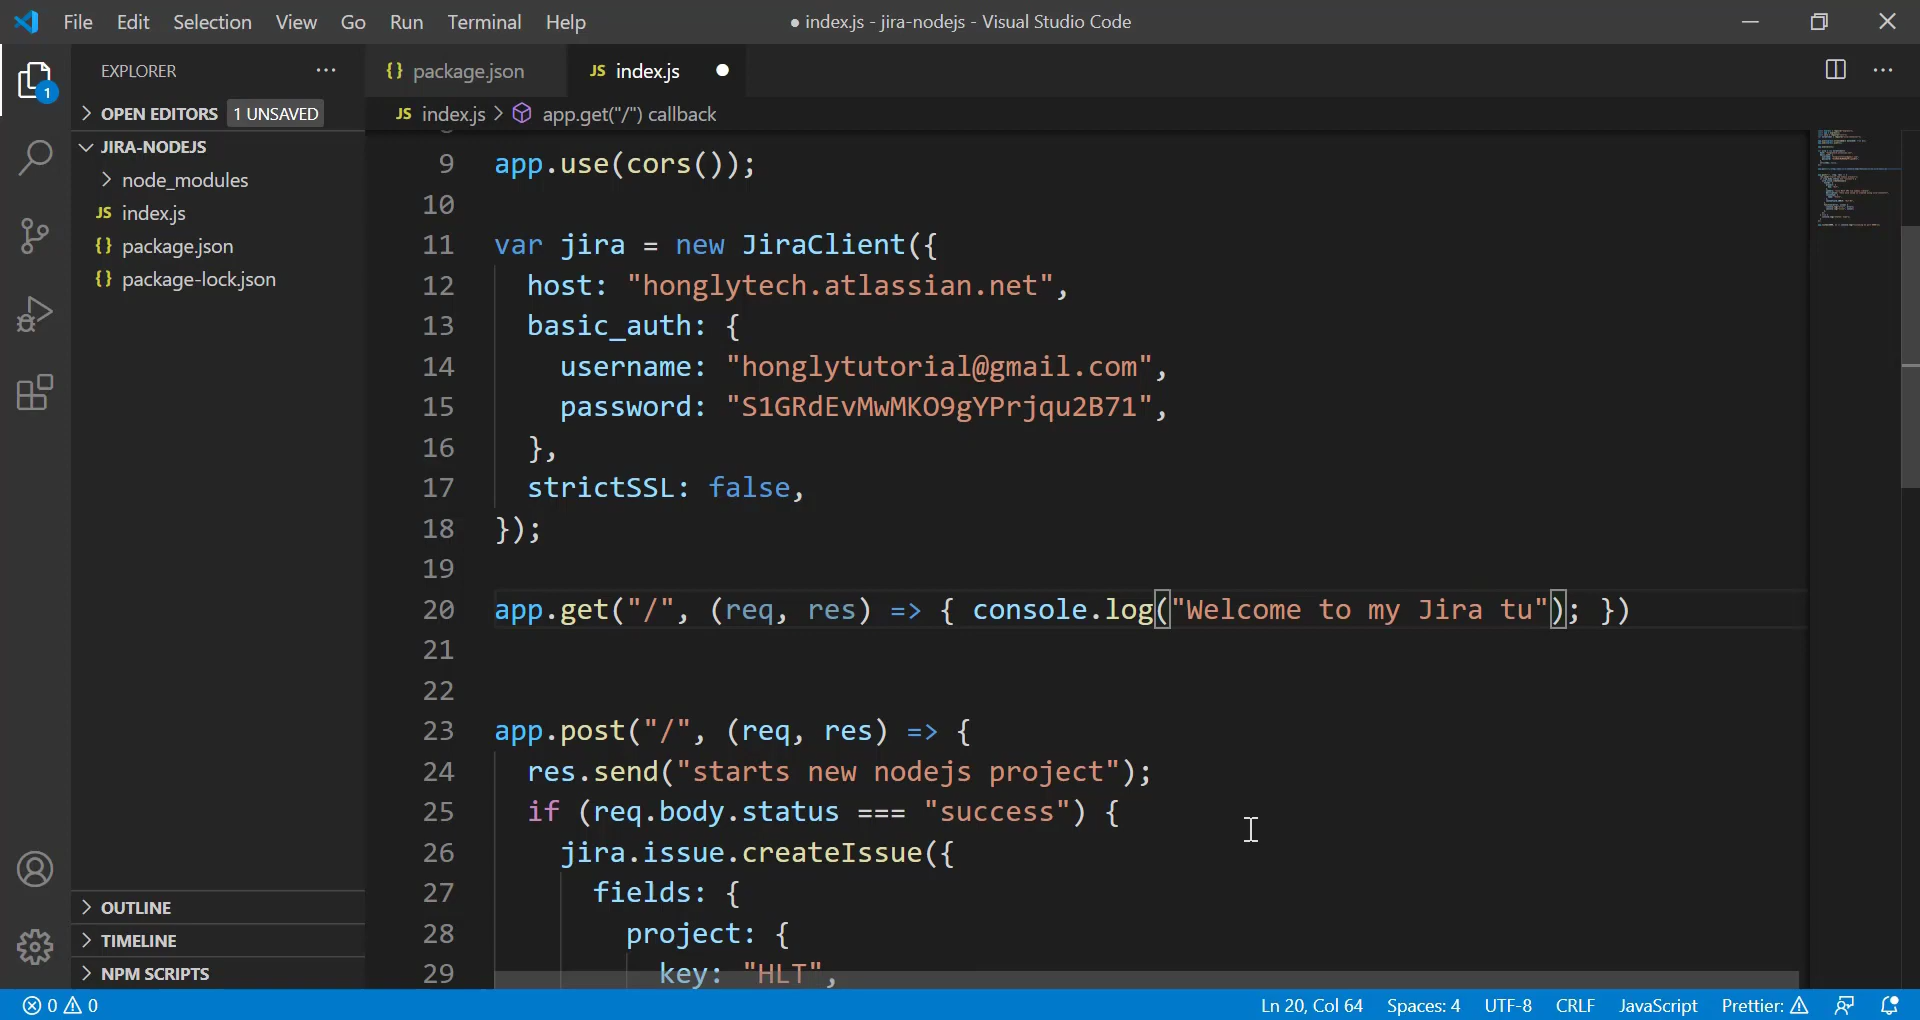 File Edit Selection View Go Run Terminal Help
● index.js - jira-nodejs - Visual Studio Code
EXPLORER ···
{} package.json
JS index.js ●
OPEN EDITORS 1 UNSAVED
JS index.js > app.get("/") callback
1
JIRA-NODEJS
node_modules
JS index.js
{} package.json
{} package-lock.json
9 app.use(cors());
10
11 var jira = new JiraClient({
12 host: "honglytech.atlassian.net",
13 basic_auth: {
14 username: "honglytutorial@gmail.com",
15 password: "S1GRdEvMwMKO9gYPrjqu2B71",
16 },
17 strictSSL: false,
18 });
19
20 app.get("/", (req, res) => { console.log("Welcome to my Jira tu"); })
21
22
23 app.post("/", (req, res) => {
24 res.send("starts new nodejs project");
25 if (req.body.status === "success") {
26 jira.issue.createIssue({
27 fields: {
28 project: {
29 key: "HLT",
OUTLINE
TIMELINE
NPM SCRIPTS
0 0
Ln 20, Col 64 Spaces: 4 UTF-8 CRLF JavaScript Prettier: